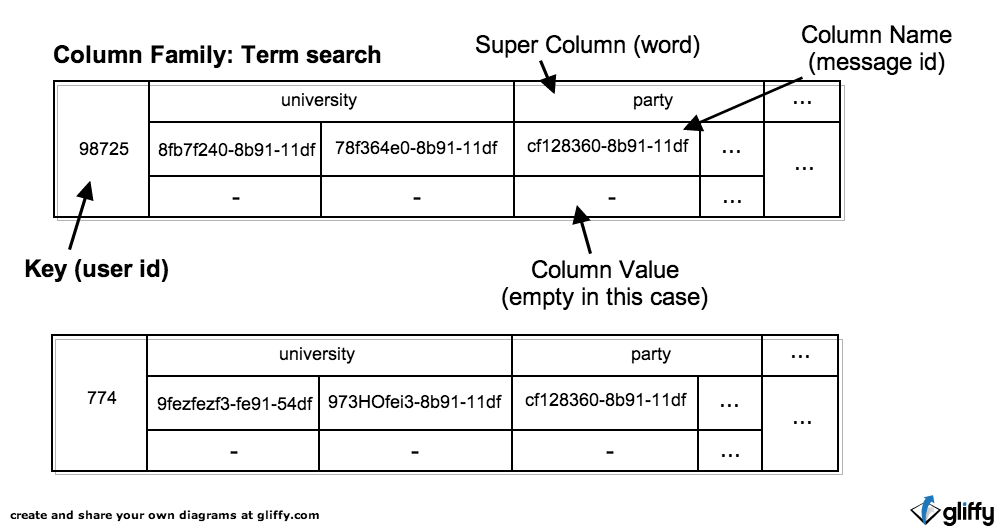 Column Family: Term search
Super Column (word)
Column Name
(message id)
university
party
...
98725
8fb7f240-8b91-11df
78f364e0-8b91-11df
cf128360-8b91-11df
...
...
-
-
-
...
Key (user id)
Column Value
(empty in this case)
university
party
...
774
9fezfezf3-fe91-54df
973HOfei3-8b91-11df
cf128360-8b91-11df
...
...
-
-
-
...
create and share your own diagrams at gliffy.com
gliffy